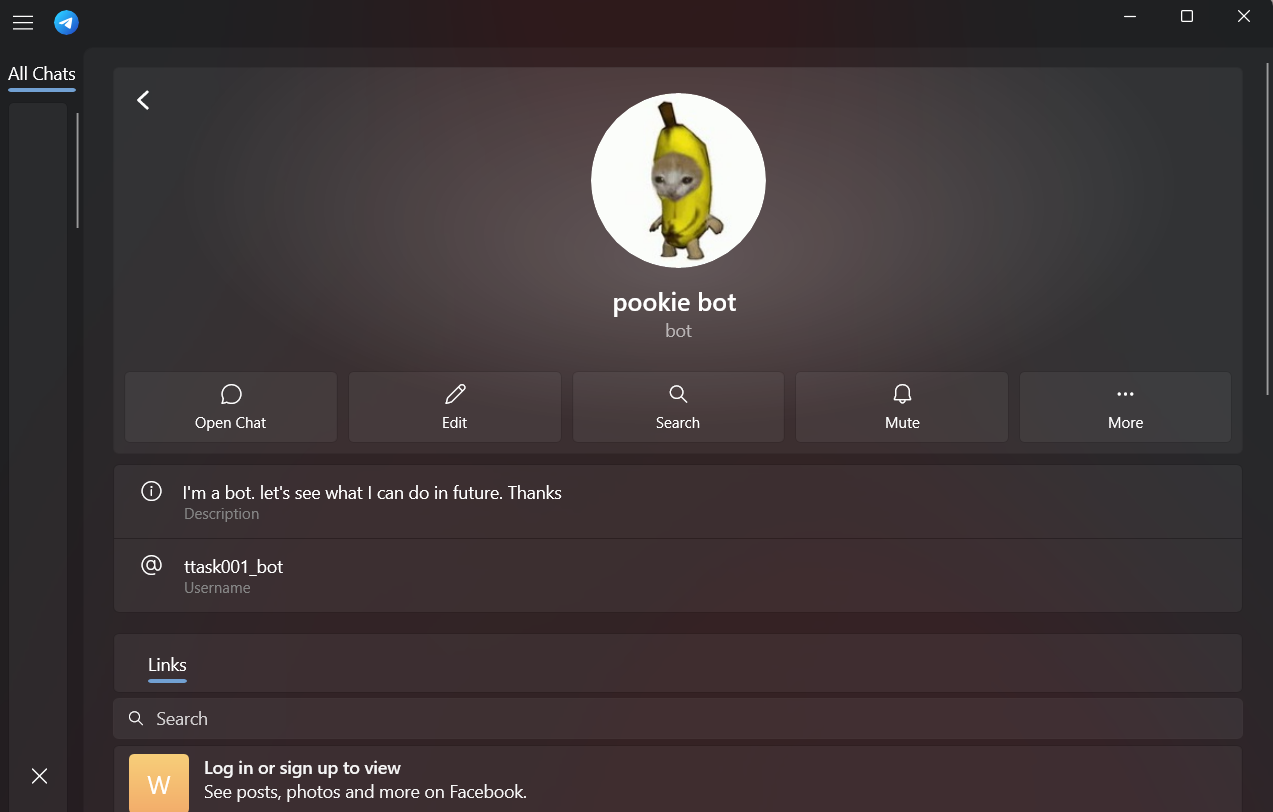 All Chats
pookie bot
bot
Open Chat
Edit
Search
Mute
More
I'm a bot. let's see what I can do in future. Thanks
Description
ttask001_bot
Username
Links
Search
W
Log in or sign up to view
See posts, photos and more on Facebook.